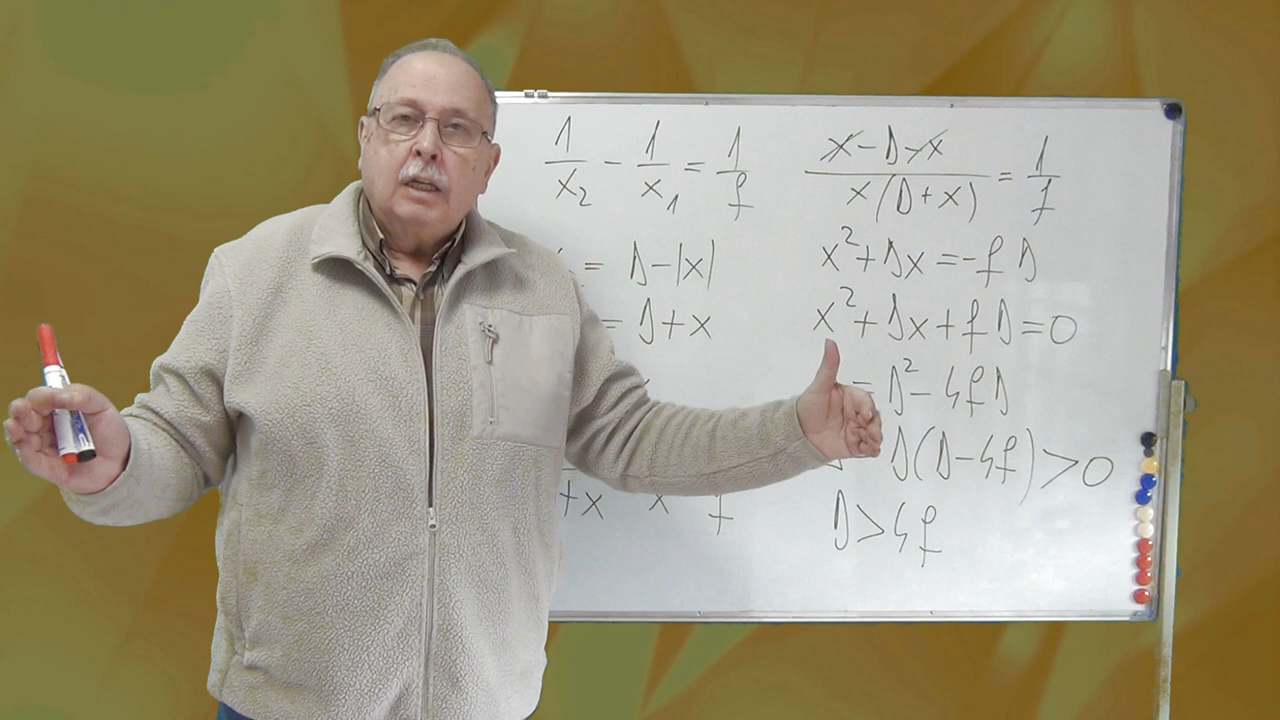 1/x₂ - 1/x₁ = 1/f
= D-|x|
= D+x
+x x f
x-D-x / x(D+x) = 1/f
x²+Dx=-fD
x²+Dx+fD=0
= D²-4fD
D(D-4f)>0
D>4f